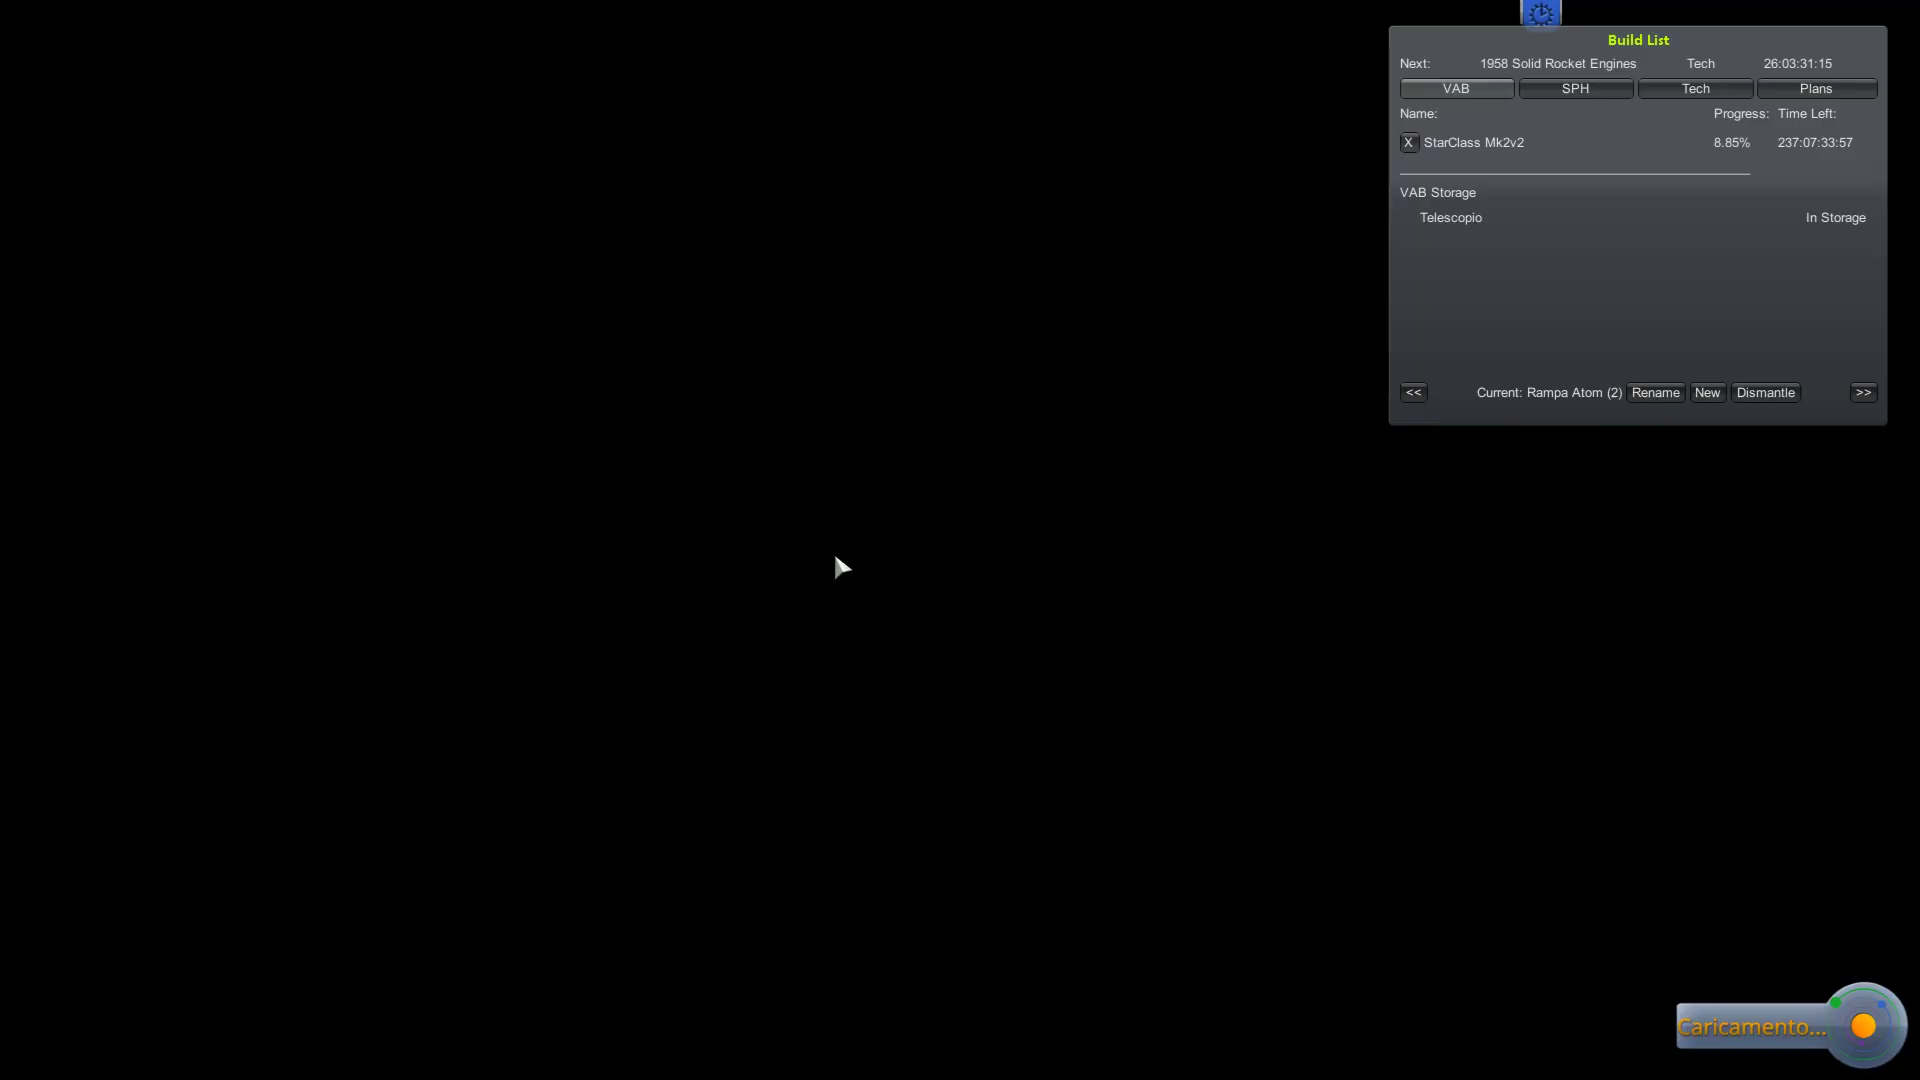 Build List
Next: 1958 Solid Rocket Engines Tech 26:03:31:15
VAB SPH Tech Plans
Name: Progress: Time Left:
X StarClass Mk2v2 8.85% 237:07:33:57
VAB Storage
Telescopio In Storage
<< Current: Rampa Atom (2) Rename New Dismantle >>
Caricamento...